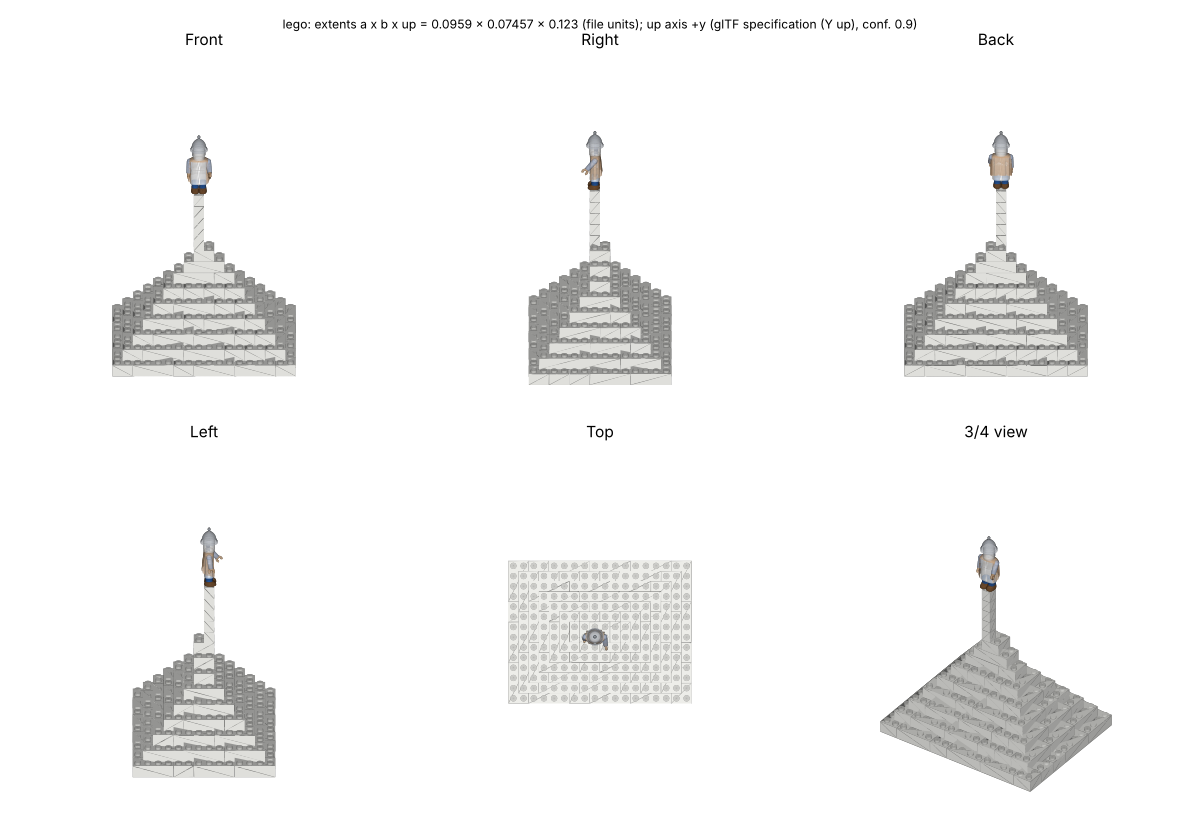 lego: extents a x b x up = 0.0959 × 0.07457 × 0.123 (file units); up axis +y (glTF specification (Y up), conf. 0.9)
Front
Right
Back
Left
Top
3/4 view